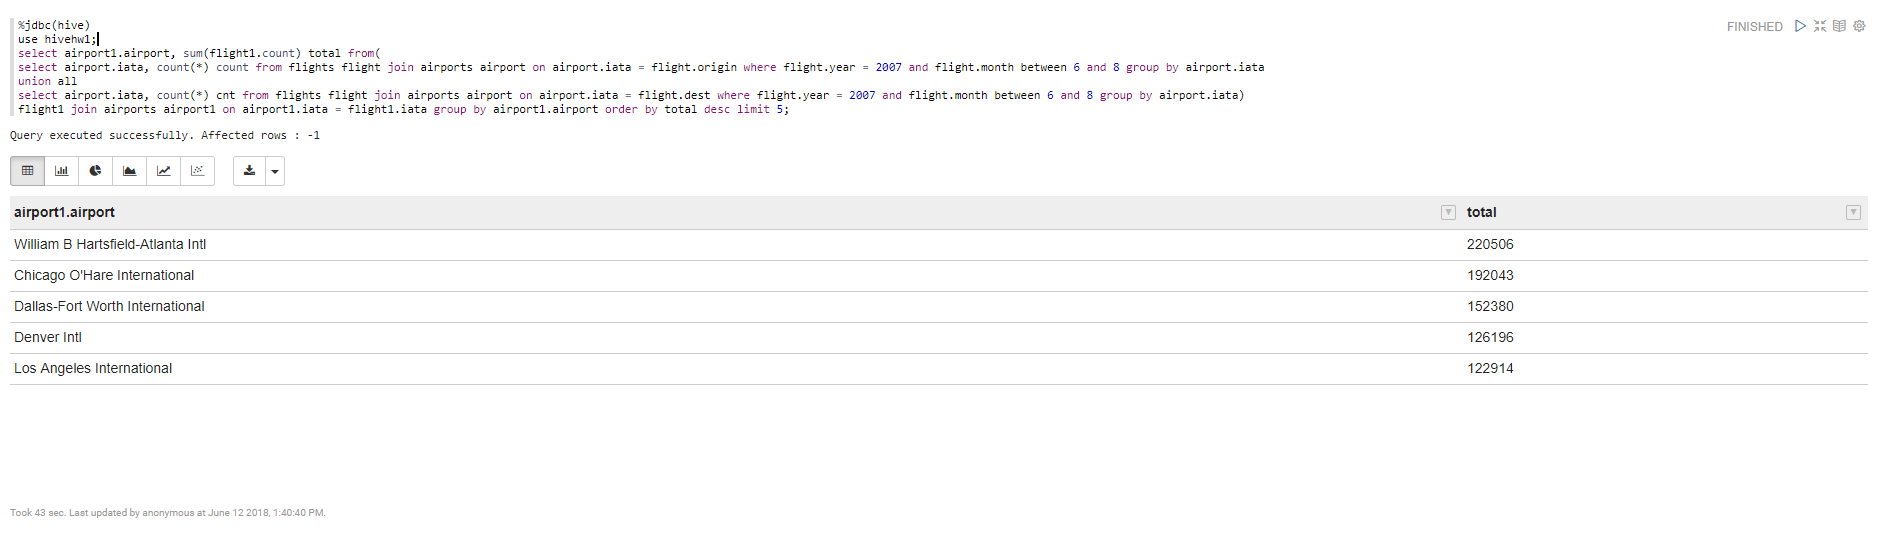 %jdbc(hive)
FINISHED
use hivehw1;
select airport1.airport, sum(flight1.count) total from(
select airport.iata, count(*) count from flights flight join airports airport on airport.iata = flight.origin where flight.year = 2007 and flight.month between 6 and 8 group by airport.iata
union all
select airport.iata, count(*) cnt from flights flight join airports airport on airport.iata = flight.dest where flight.year = 2007 and flight.month between 6 and 8 group by airport.iata)
flight1 join airports airport1 on airport1.iata = flight1.iata group by airport1.airport order by total desc limit 5;
Query executed successfully. Affected rows : -1
airport1.airport total
William B Hartsfield-Atlanta Intl 220506
Chicago O'Hare International 192043
Dallas-Fort Worth International 152380
Denver Intl 126196
Los Angeles International 122914
Took 43 sec. Last updated by anonymous at June 12 2018, 1:40:40 PM.